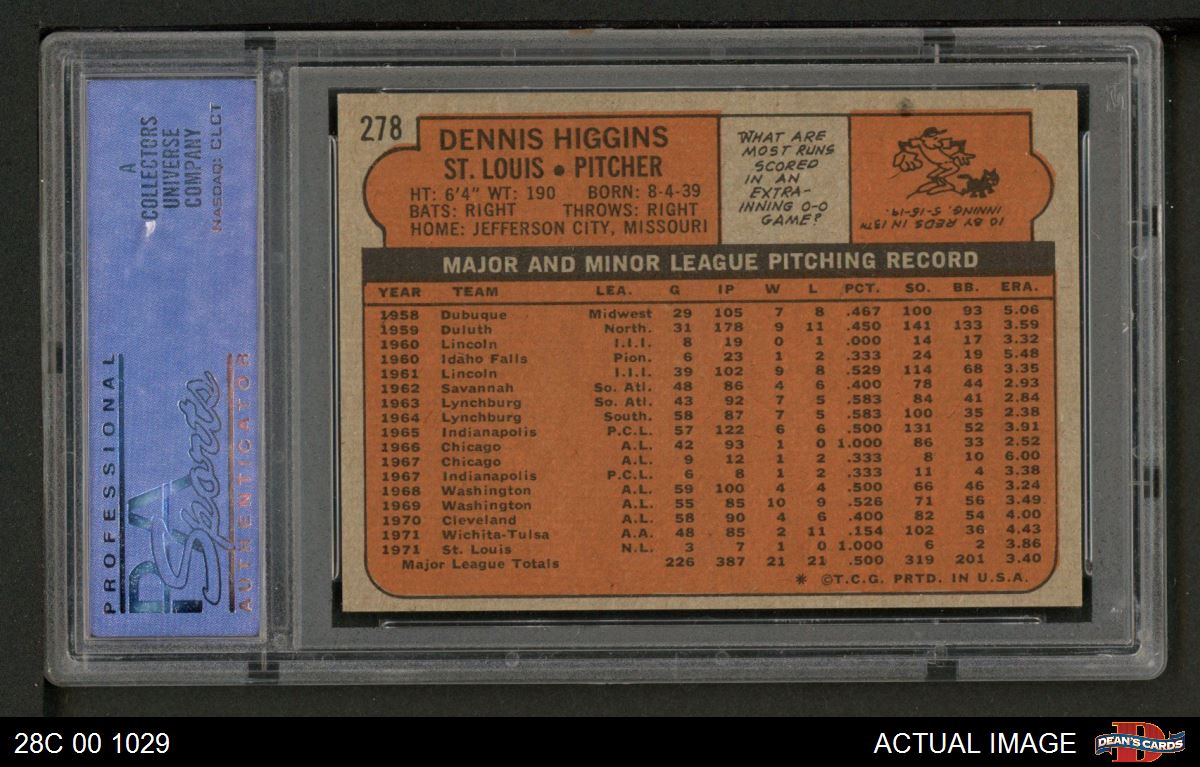 A
COLLECTORS
UNIVERSE
COMPANY
NASDAQ: CLCT
PROFESSIONAL
PSA
Sports
AUTHENTICATOR
278
DENNIS HIGGINS
ST. LOUIS • PITCHER
HT: 6'4" WT: 190 BORN: 8-4-39
BATS: RIGHT THROWS: RIGHT
HOME: JEFFERSON CITY, MISSOURI
WHAT ARE
MOST RUNS
SCORED
IN AN
EXTRA-
INNING 0-0
GAME?
10 BY REDS IN 13TH
INNING, 5-15-19.
MAJOR AND MINOR LEAGUE PITCHING RECORD
YEAR TEAM LEA. G IP W L PCT. SO. BB. ERA.
1958 Dubuque Midwest 29 105 7 8 .467 100 93 5.06
1959 Duluth North. 31 178 9 11 .450 141 133 3.59
1960 Lincoln I.I.I. 8 19 0 1 .000 14 17 3.32
1960 Idaho Falls Pion. 6 23 1 2 .333 24 19 5.48
1961 Lincoln I.I.I. 39 102 9 8 .529 114 68 3.35
1962 Savannah So. Atl. 48 86 4 6 .400 78 44 2.93
1963 Lynchburg So. Atl. 43 92 7 5 .583 84 41 2.84
1964 Lynchburg South. 58 87 7 5 .583 100 35 2.38
1965 Indianapolis P.C.L. 57 122 6 6 .500 131 52 3.91
1966 Chicago A.L. 42 93 1 0 1.000 86 33 2.52
1967 Chicago A.L. 9 12 1 2 .333 8 10 6.00
1967 Indianapolis P.C.L. 6 8 1 2 .333 11 4 3.38
1968 Washington A.L. 59 100 4 4 .500 66 46 3.24
1969 Washington A.L. 55 85 10 9 .526 71 56 3.49
1970 Cleveland A.L. 58 90 4 6 .400 82 54 4.00
1971 Wichita-Tulsa A.A. 48 85 2 11 .154 102 36 4.43
1971 St. Louis N.L. 3 7 1 0 1.000 6 2 3.86
Major League Totals 226 387 21 21 .500 319 201 3.40
* ©T.C.G. PRTD. IN U.S.A.
28C 00 1029
ACTUAL IMAGE
D
DEAN'S CARDS